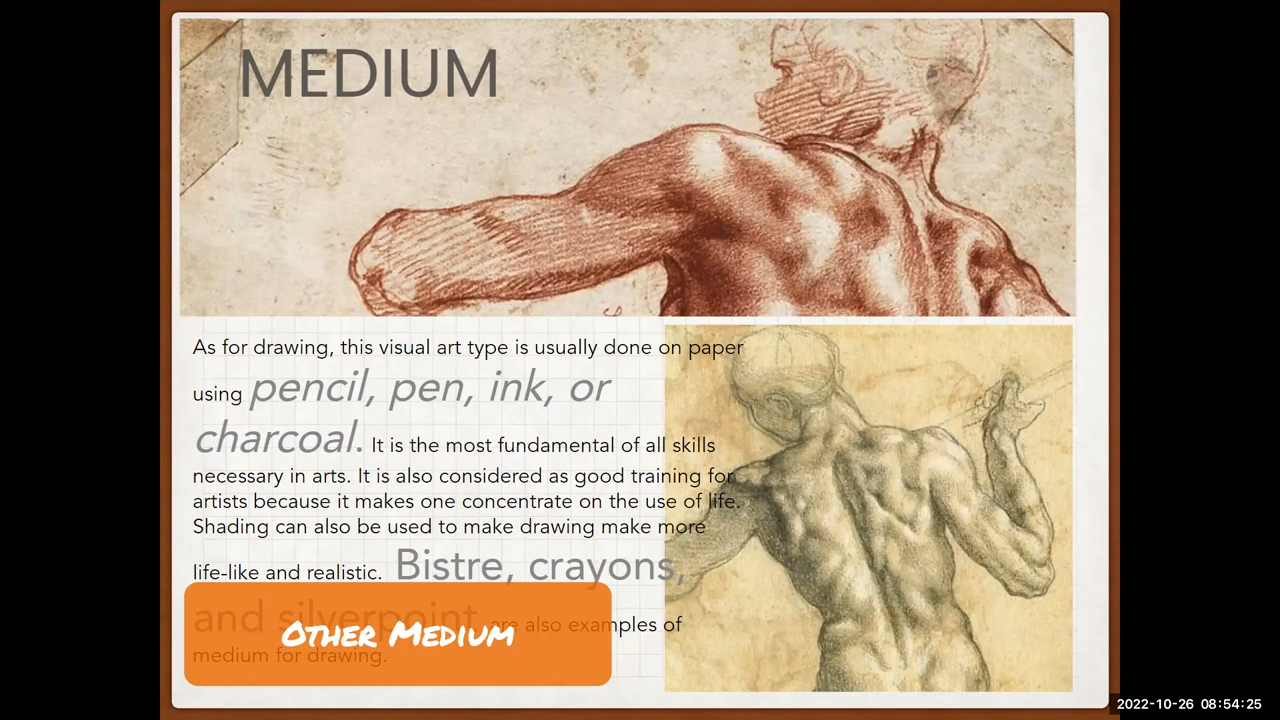 MEDIUM
As for drawing, this visual art type is usually done on paper
using pencil, pen, ink, or
charcoal. It is the most fundamental of all skills
necessary in arts. It is also considered as good training for
artists because it makes one concentrate on the use of life.
Shading can also be used to make drawing make more
life-like and realistic. Bistre, crayons,
and silverpoint are also examples of
medium for drawing.
Other Medium
2022-10-26 08:54:25